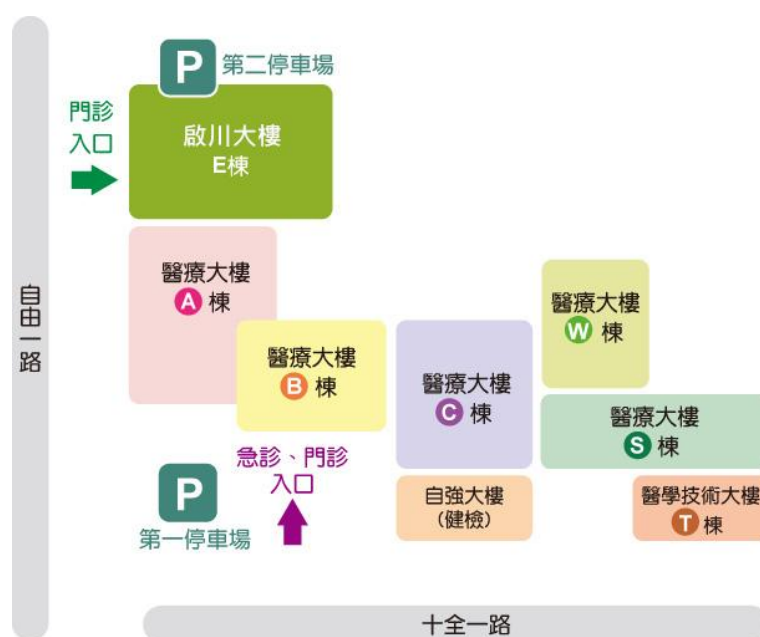 P 第二停車場
門診
入口
啟川大樓
E棟
自由一路
醫療大樓
A 棟
醫療大樓
B 棟
醫療大樓
C 棟
醫療大樓
W 棟
醫療大樓
S 棟
急診、門診
入口
P
第一停車場
自強大樓
(健檢)
醫學技術大樓
T 棟
十全一路